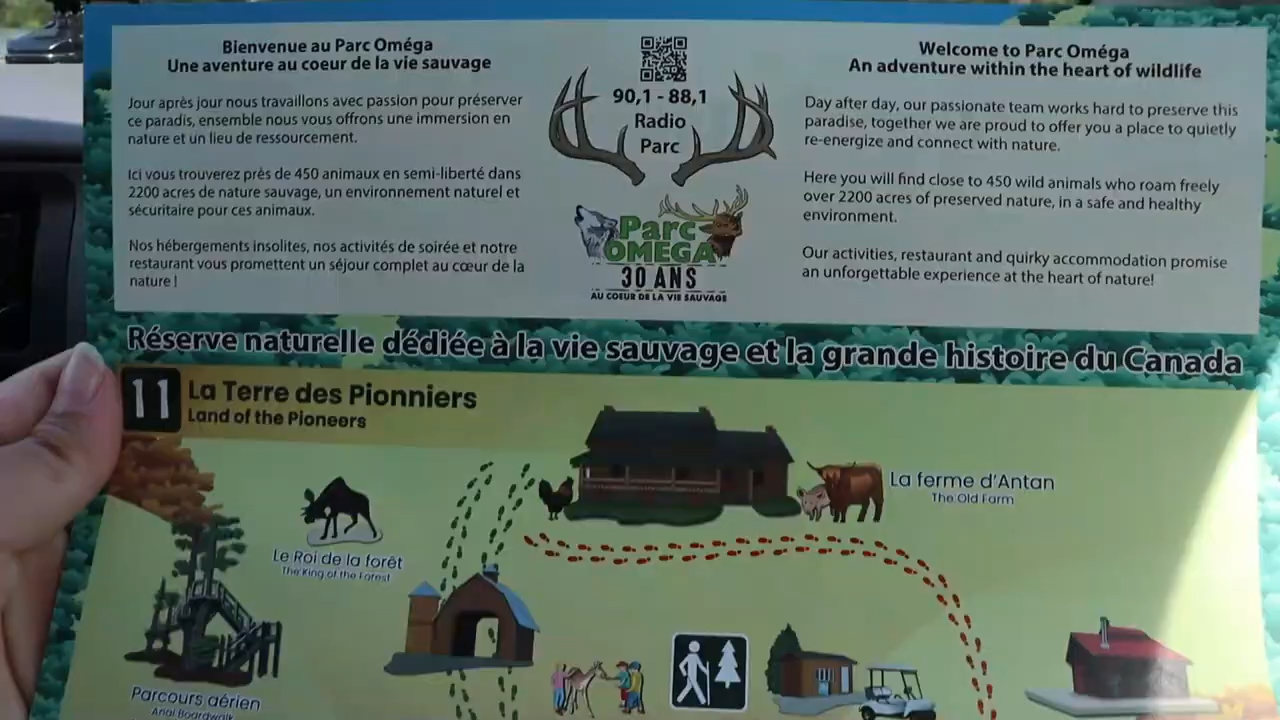 Bienvenue au Parc Oméga
Une aventure au coeur de la vie sauvage
Jour après jour nous travaillons avec passion pour préserver
ce paradis, ensemble nous vous offrons une immersion en
nature et un lieu de ressourcement.
Ici vous trouverez près de 450 animaux en semi-liberté dans
2200 acres de nature sauvage, un environnement naturel et
sécuritaire pour ces animaux.
Nos hébergements insolites, nos activités de soirée et notre
restaurant vous promettent un séjour complet au cœur de la
nature !
90,1 - 88,1
Radio
Parc
Parc
OMEGA
30 ANS
AU COEUR DE LA VIE SAUVAGE
Welcome to Parc Oméga
An adventure within the heart of wildlife
Day after day, our passionate team works hard to preserve this
paradise, together we are proud to offer you a place to quietly
re-energize and connect with nature.
Here you will find close to 450 wild animals who roam freely
over 2200 acres of preserved nature, in a safe and healthy
environment.
Our activities, restaurant and quirky accommodation promise
an unforgettable experience at the heart of nature!
Réserve naturelle dédiée à la vie sauvage et la grande histoire du Canada
11 La Terre des Pionniers
Land of the Pioneers
La ferme d'Antan
The Old Farm
Le Roi de la forêt
The King of the Forest
Parcours aérien